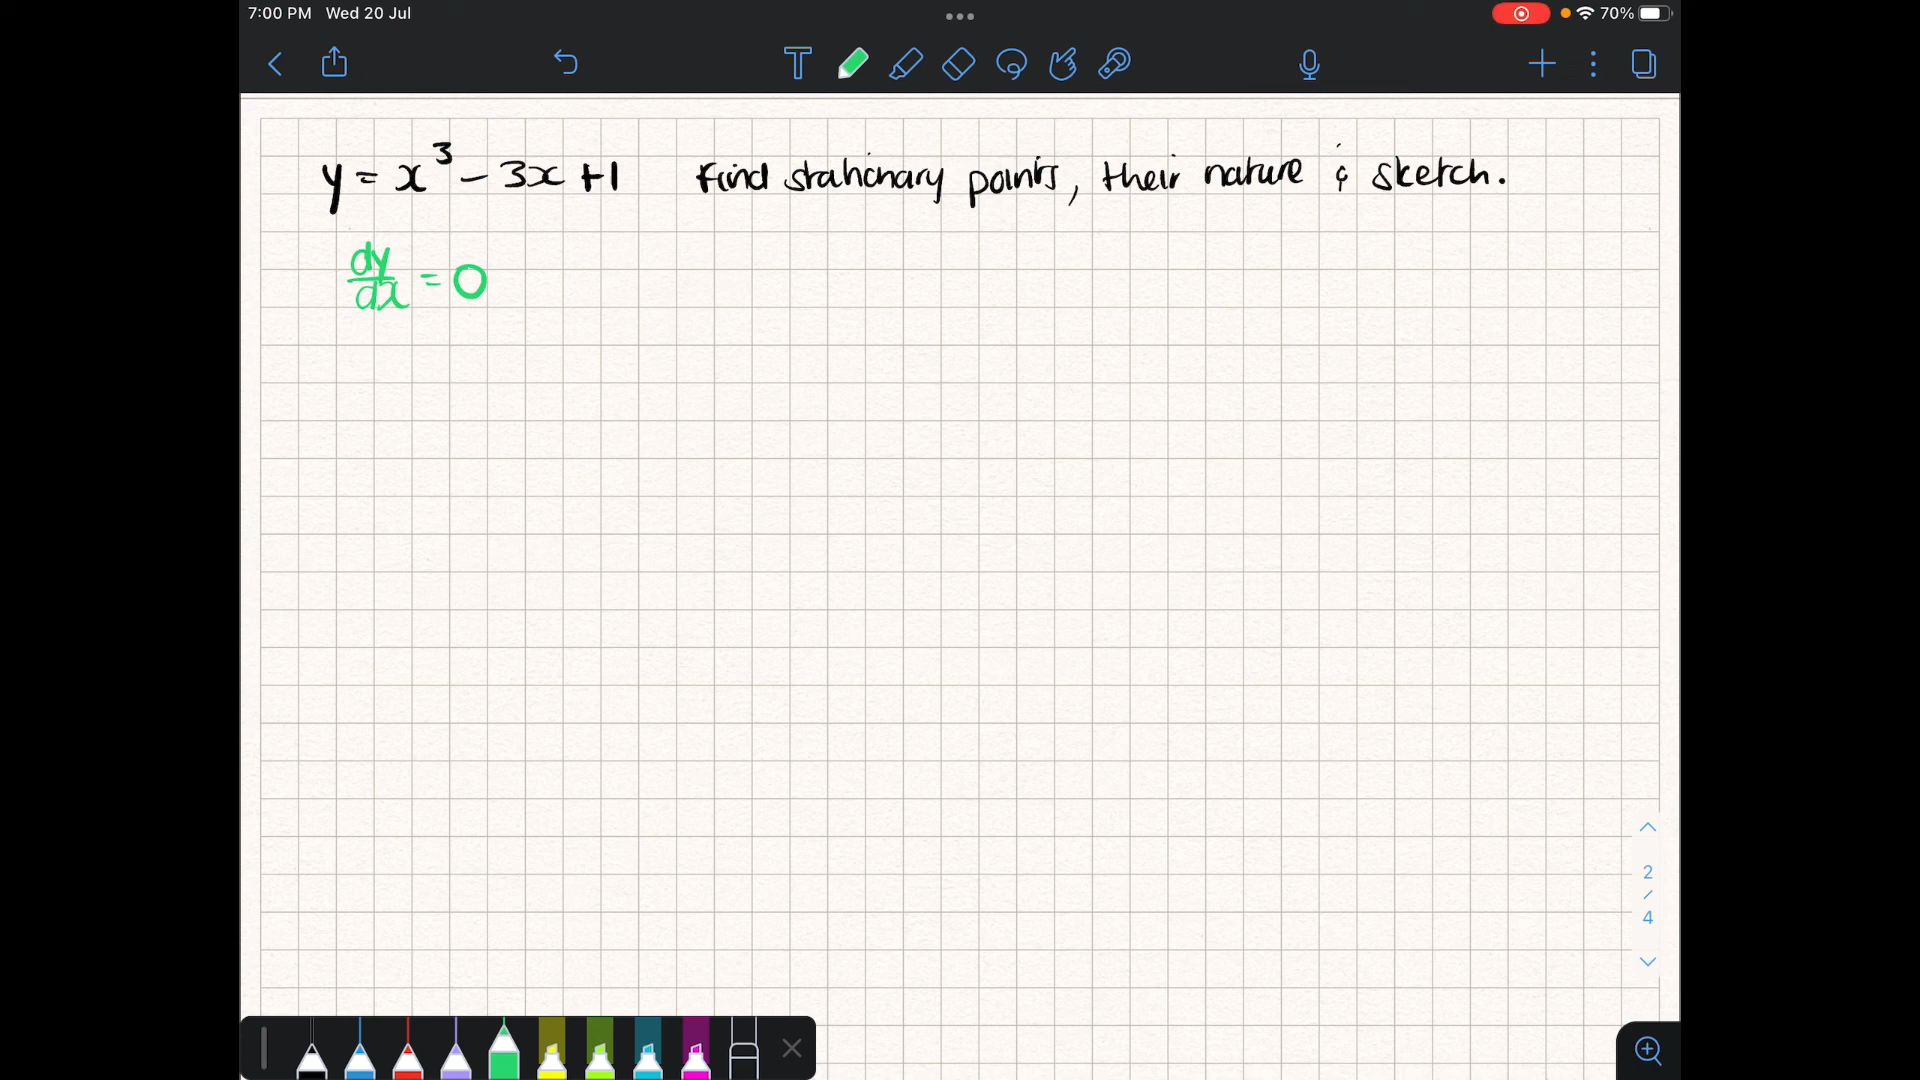 7:00 PM Wed 20 Jul
70%
T
y = x³ - 3x + 1 Find stationary points, their nature & sketch.
dy/dx = 0
2
/
4